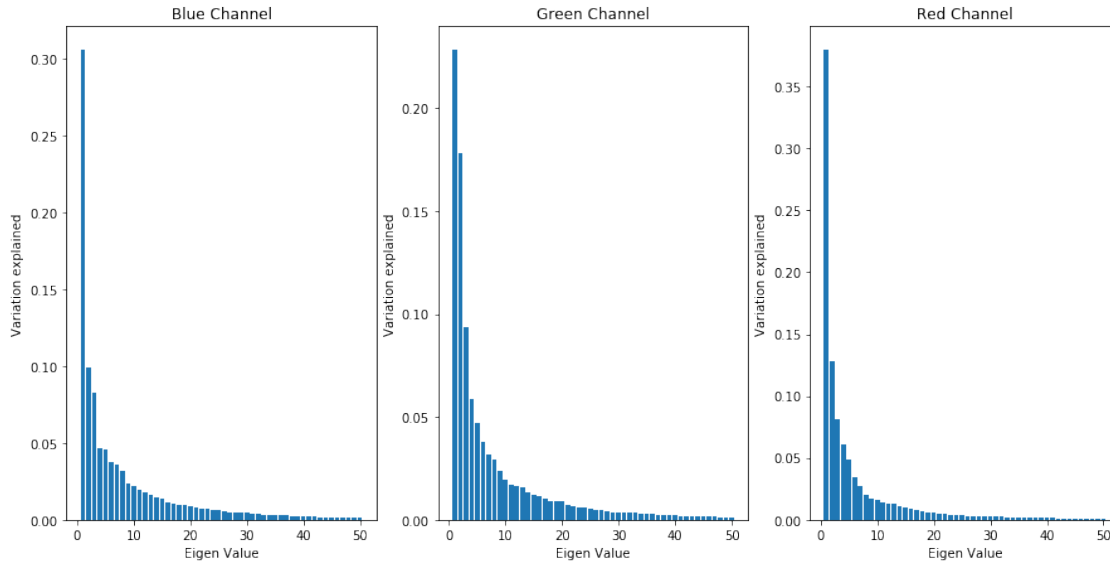 Blue Channel
Variation explained
0.30
0.25
0.20
0.15
0.10
0.05
0.00
0 10 20 30 40 50
Eigen Value
Green Channel
Variation explained
0.20
0.15
0.10
0.05
0.00
0 10 20 30 40 50
Eigen Value
Red Channel
Variation explained
0.35
0.30
0.25
0.20
0.15
0.10
0.05
0.00
0 10 20 30 40 50
Eigen Value